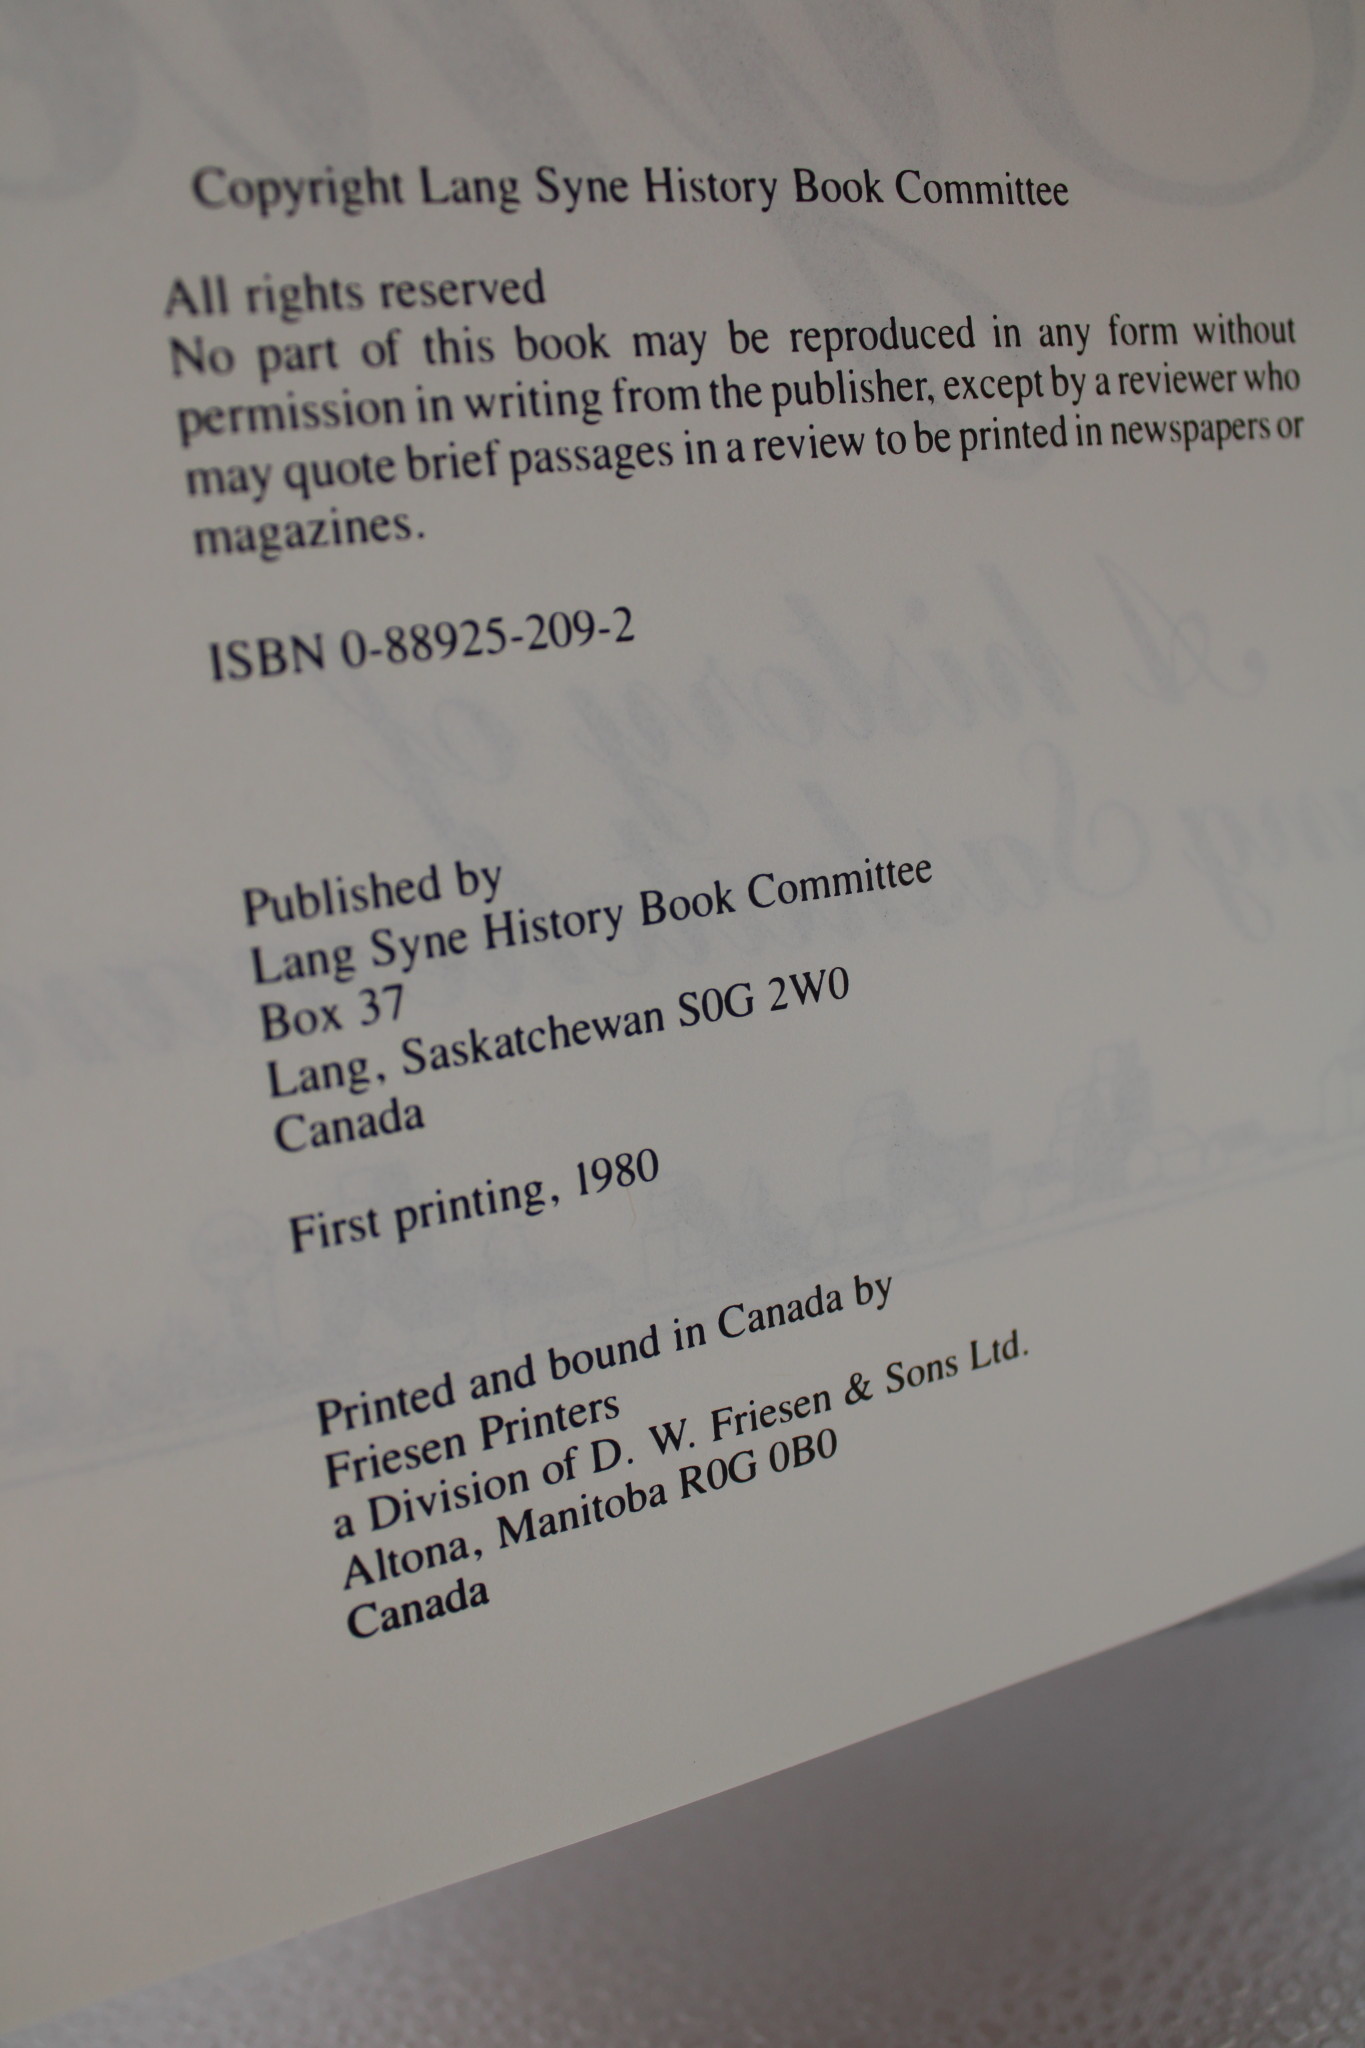 Copyright Lang Syne History Book Committee
All rights reserved
No part of this book may be reproduced in any form without
permission in writing from the publisher, except by a reviewer who
may quote brief passages in a review to be printed in newspapers or
magazines.
ISBN 0-88925-209-2
Published by
Lang Syne History Book Committee
Box 37
Lang, Saskatchewan S0G 2W0
Canada
First printing, 1980
Printed and bound in Canada by
Friesen Printers
a Division of D. W. Friesen & Sons Ltd.
Altona, Manitoba R0G 0B0
Canada